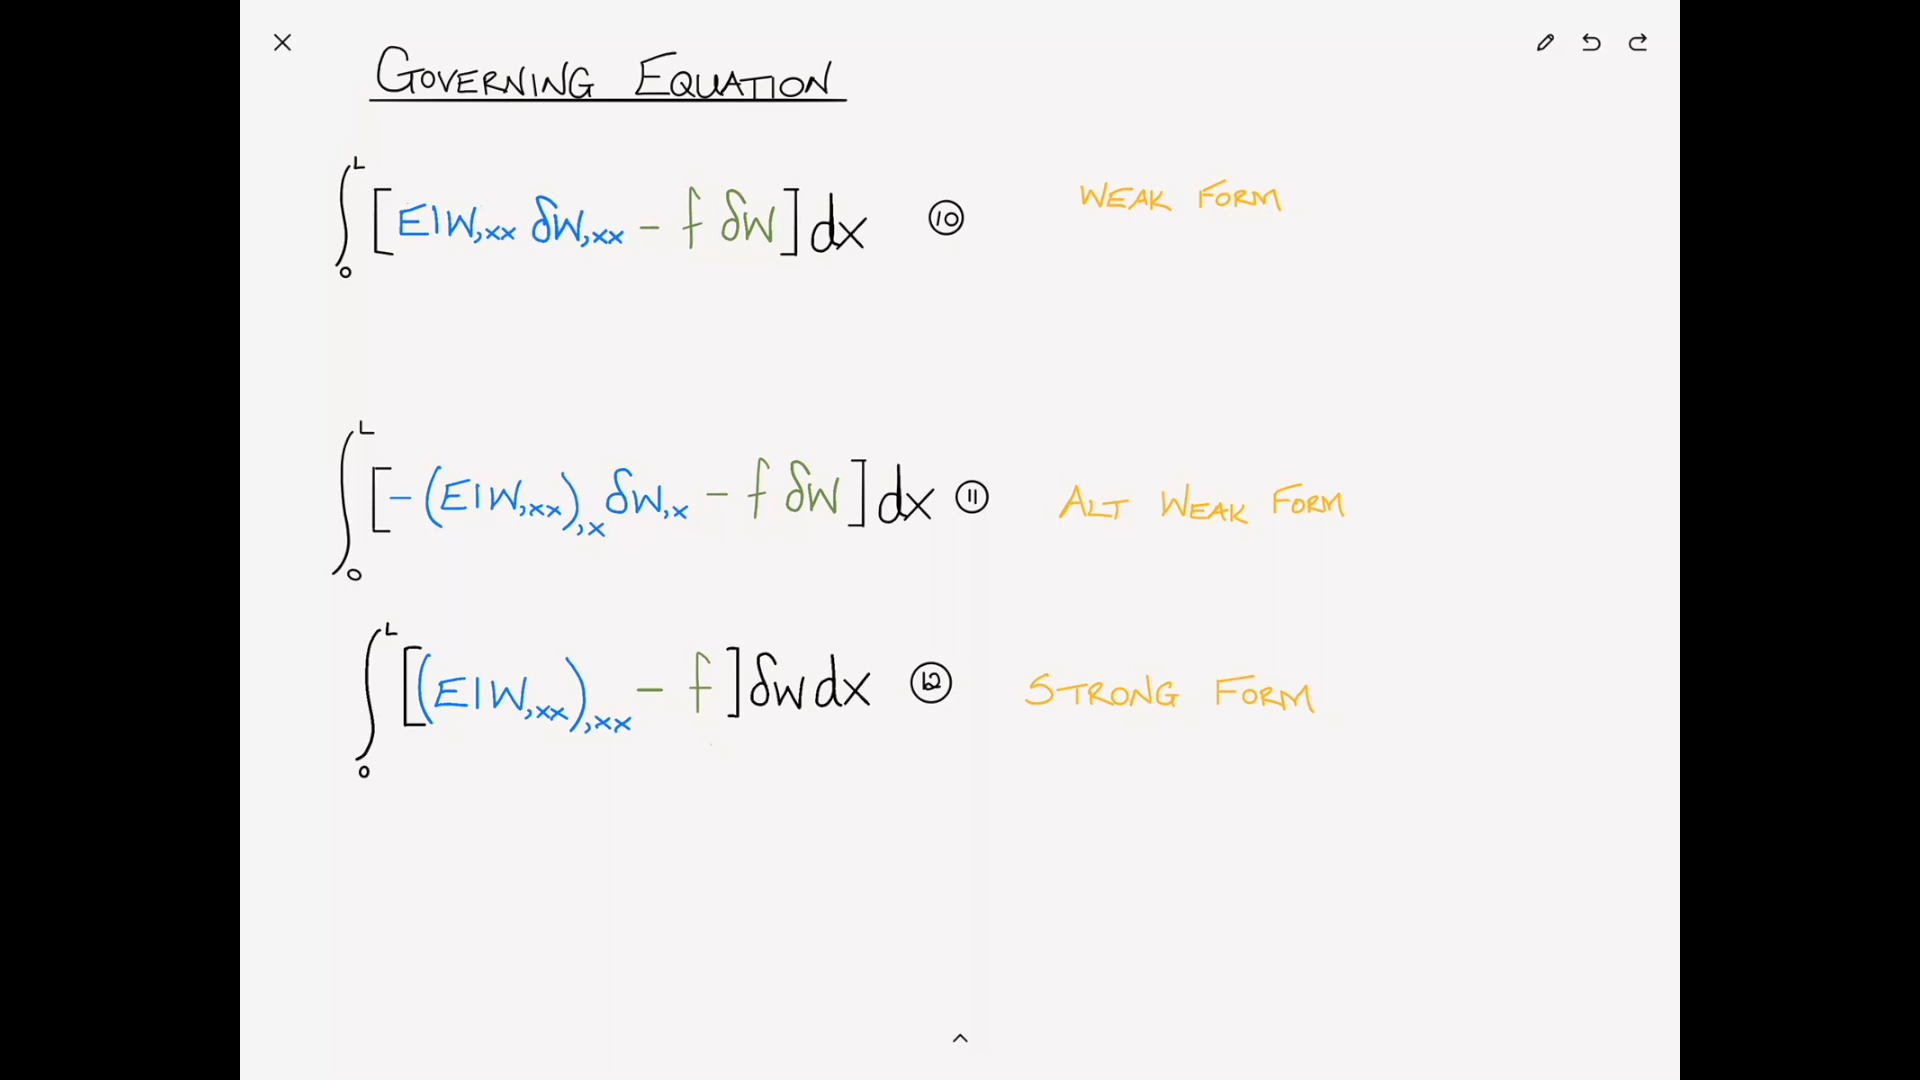 GOVERNING EQUATION
∫₀ᴸ [EIW,xx δW,xx − f δW] dx ⑩ WEAK FORM
∫₀ᴸ [−(EIW,xx),x δW,x − f δW] dx ⑪ ALT WEAK FORM
∫₀ᴸ [(EIW,xx),xx − f] δW dx ⑫ STRONG FORM